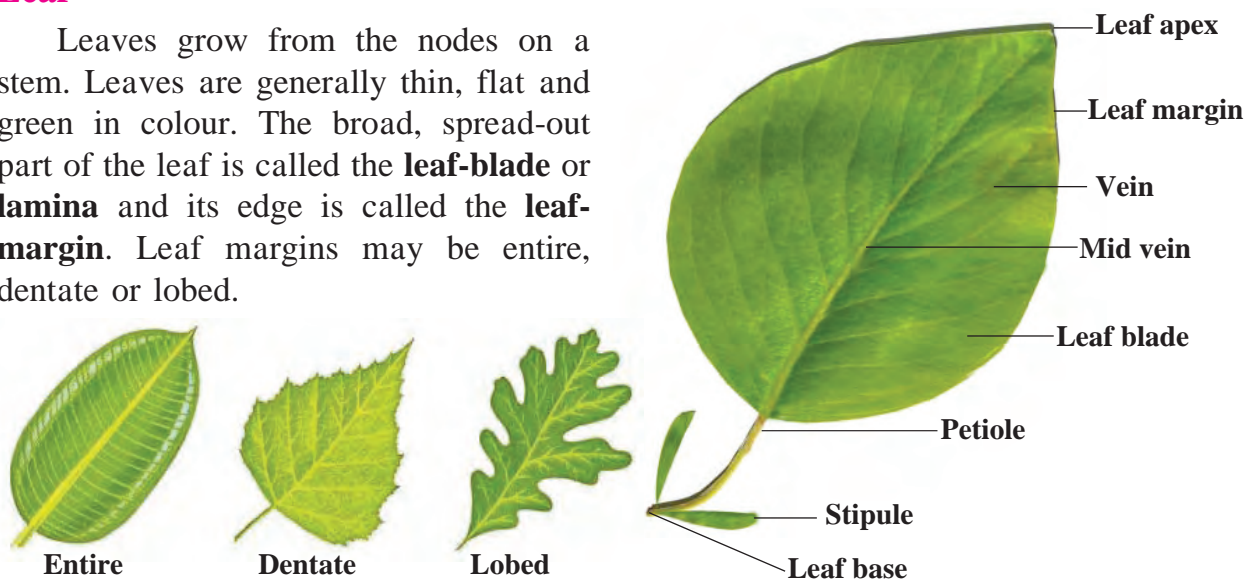 Leaves grow from the nodes on a
stem. Leaves are generally thin, flat and
green in colour. The broad, spread-out
part of the leaf is called the leaf-blade or
lamina and its edge is called the leaf-
margin. Leaf margins may be entire,
dentate or lobed.
Entire
Dentate
Lobed
Leaf apex
Leaf margin
Vein
Mid vein
Leaf blade
Petiole
Stipule
Leaf base